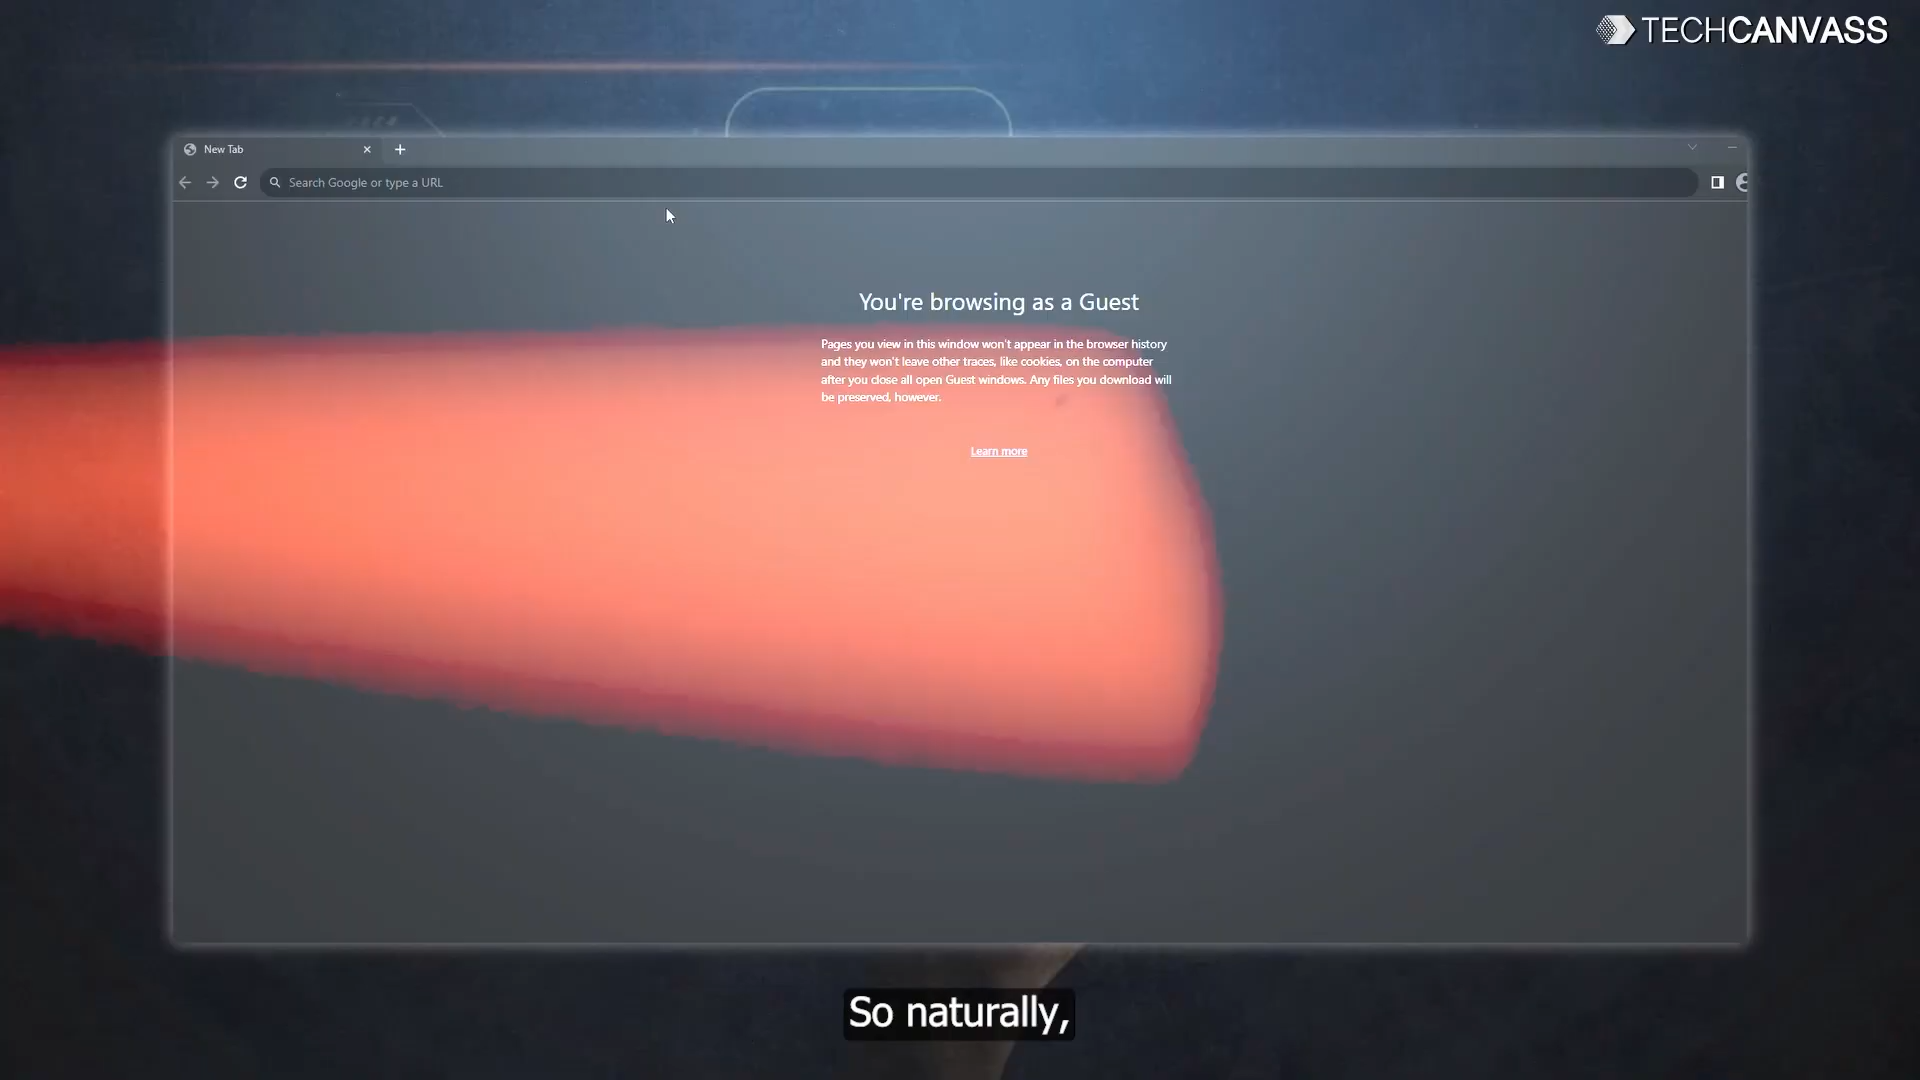 TECHCANVASS
New Tab
Search Google or type a URL
You're browsing as a Guest
Pages you view in this window won't appear in the browser history
and they won't leave other traces, like cookies, on the computer
after you close all open Guest windows. Any files you download will
be preserved, however.
Learn more
So naturally,